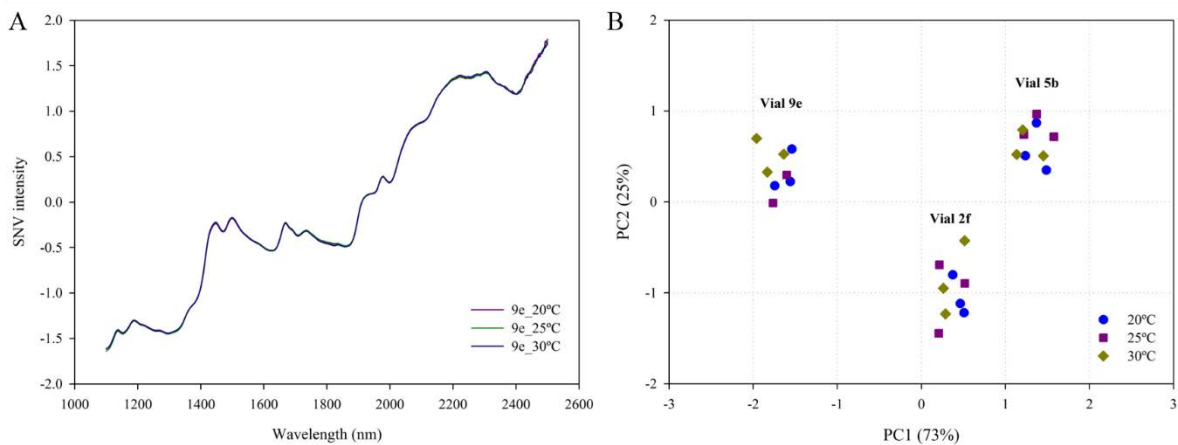 A
SNV intensity
2.0
1.5
1.0
0.5
0.0
-0.5
-1.0
-1.5
-2.0
1000 1200 1400 1600 1800 2000 2200 2400 2600
Wavelength (nm)
9e_20ºC
9e_25ºC
9e_30ºC
B
PC2 (25%)
2
1
0
-1
-2
-3 -2 -1 0 1 2 3
PC1 (73%)
Vial 9e
Vial 5b
Vial 2f
20ºC
25ºC
30ºC